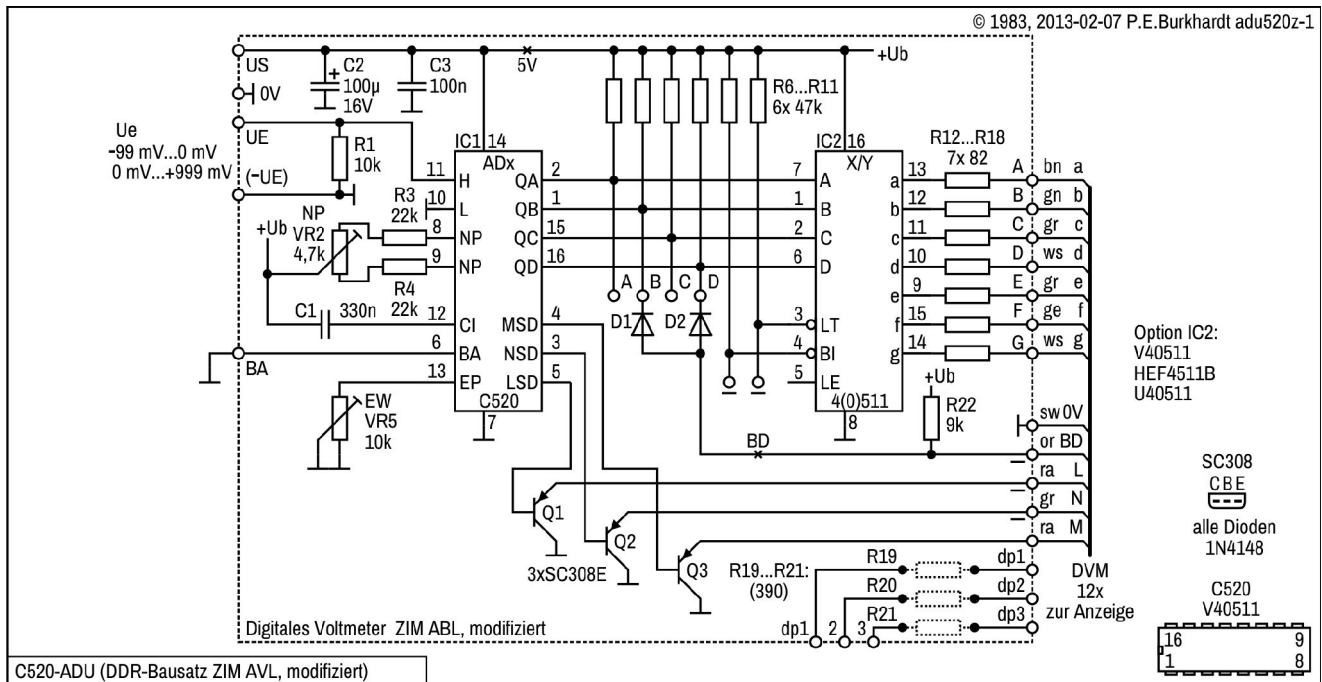 © 1983, 2013-02-07 P.E.Burkhardt adu520z-1
US
0V
+
C2
100µ
16V
C3
100n
5V
+Ub
R6...R11
6x 47k
Ue
-99 mV...0 mV
0 mV...+999 mV
UE
(-UE)
R1
10k
IC1
14
ADx
IC2
16
X/Y
R12...R18
7x 82
11
H
QA
2
7
A
a
13
A
bn
a
10
L
QB
1
1
B
b
12
B
gn
b
NP
VR2
4,7k
+Ub
R3
22k
8
NP
QC
15
2
C
c
11
C
gr
c
9
NP
QD
16
6
D
d
10
D
ws
d
R4
22k
A
B
C
D
e
9
E
gr
e
C1
330n
12
CI
MSD
4
D1
D2
3
LT
f
15
F
ge
f
6
BA
NSD
3
4
BI
g
14
G
ws
g
BA
13
EP
LSD
5
5
LE
EW
VR5
10k
C520
7
4(0)511
8
+Ub
R22
9k
Option IC2:
V40511
HEF4511B
U40511
sw 0V
BD
or BD
ra
L
gr
N
ra
M
Q1
Q2
Q3
3xSC308E
R19...R21:
(390)
R19
dp1
R20
dp2
R21
dp3
dp1
2
3
DVM
12x
zur Anzeige
SC308
C B E
alle Dioden
1N4148
C520
V40511
16
9
1
8
Digitales Voltmeter ZIM ABL, modifiziert
C520-ADU (DDR-Bausatz ZIM AVL, modifiziert)